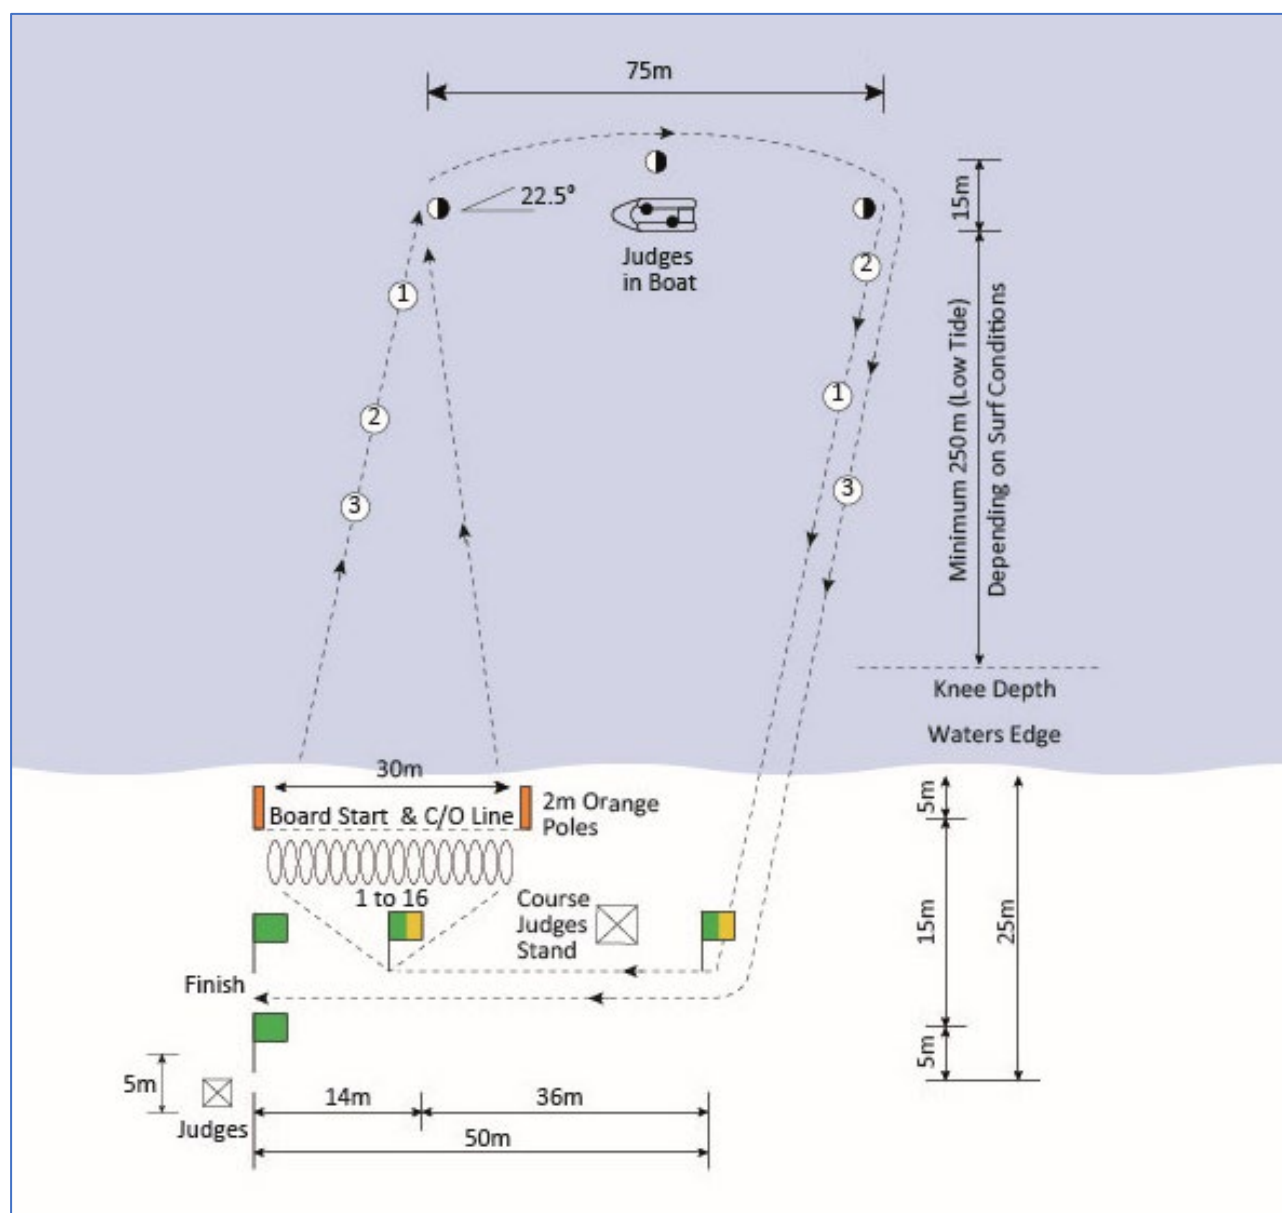 75m
22.5°
15m
Judges
in Boat
1
2
3
2
1
3
Minimum 250m (Low Tide)
Depending on Surf Conditions
Knee Depth
Waters Edge
30m
Board Start & C/O Line
2m Orange
Poles
1 to 16
Course
Judges
Stand
Finish
5m
15m
25m
5m
5m
Judges
14m
36m
50m